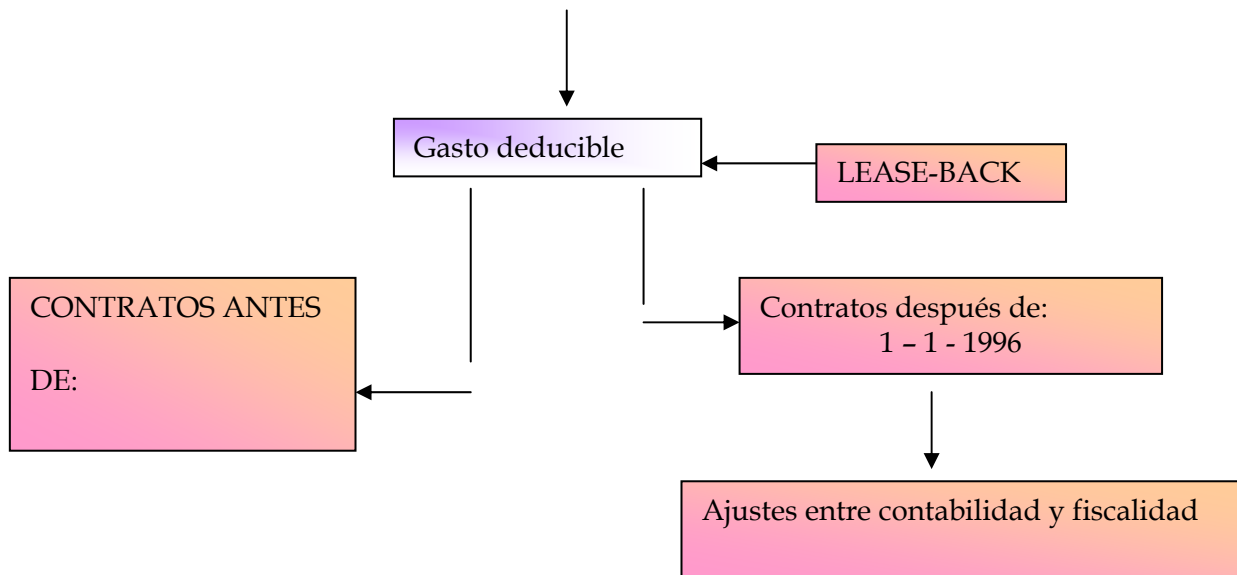 Gasto deducible
LEASE-BACK
CONTRATOS ANTES
DE:
Contratos después de:
1 – 1 - 1996
Ajustes entre contabilidad y fiscalidad